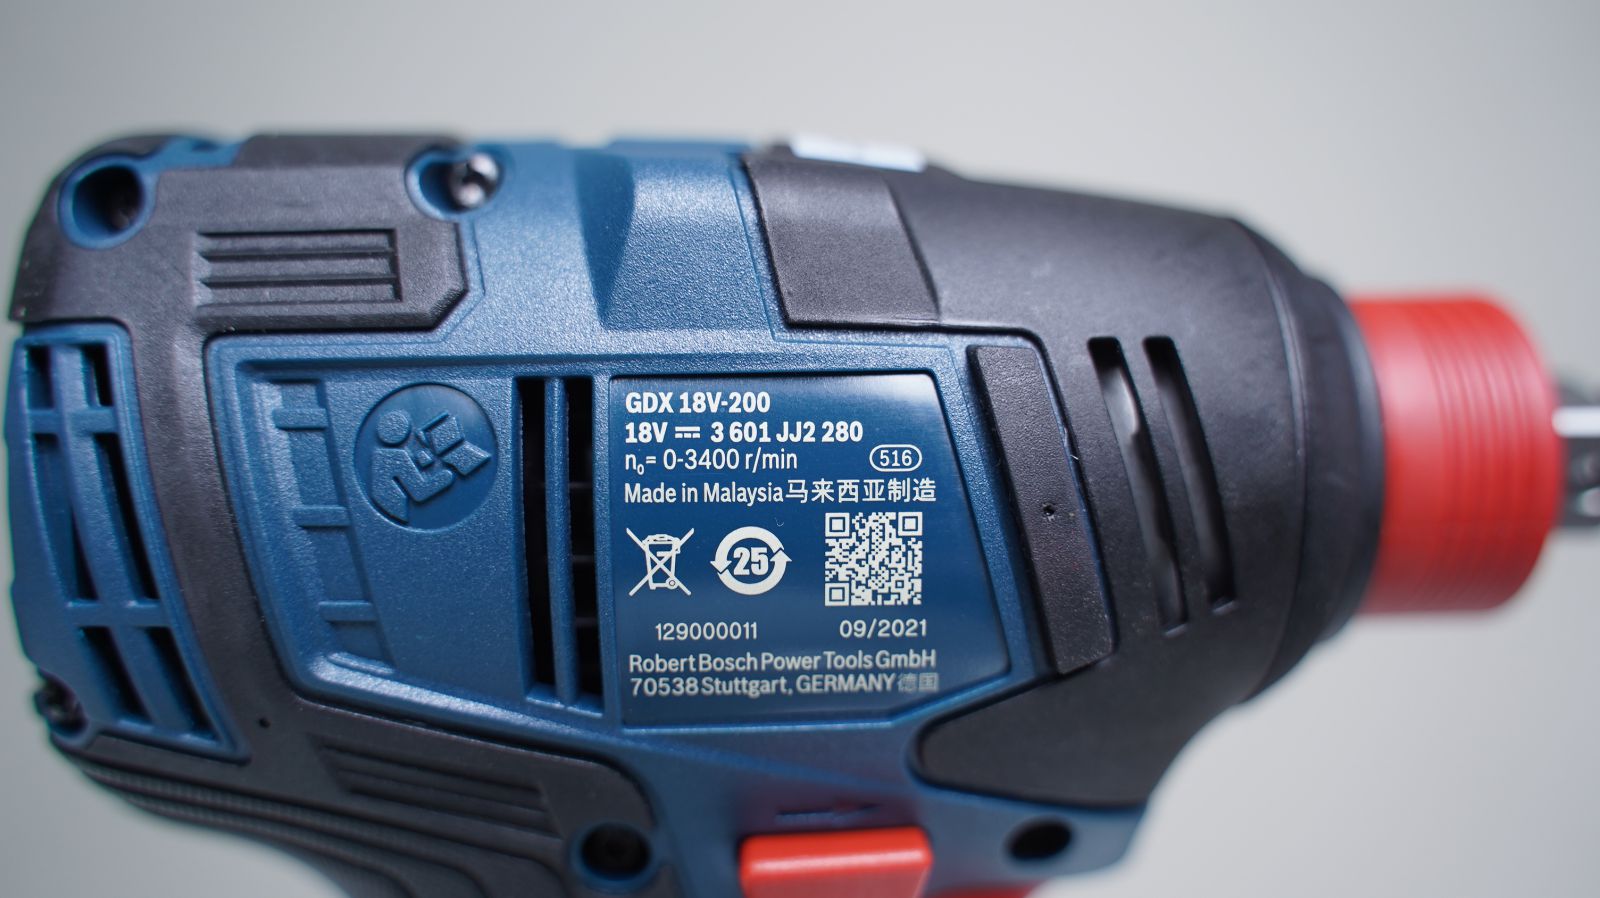 GDX 18V-200
18V ⎓ 3 601 JJ2 280
n₀= 0-3400 r/min 516
Made in Malaysia马来西亚制造
25
129000011 09/2021
Robert Bosch Power Tools GmbH
70538 Stuttgart, GERMANY德国